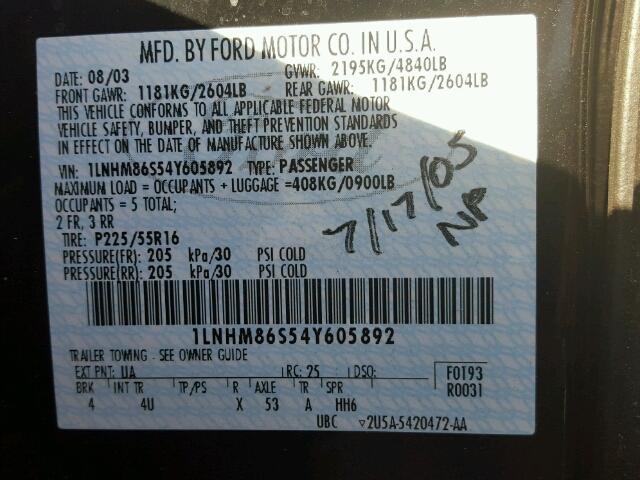 MFD. BY FORD MOTOR CO. IN U.S.A.
DATE: 08/03 GVWR: 2195KG/4840LB
FRONT GAWR: 1181KG/2604LB REAR GAWR: 1181KG/2604LB
THIS VEHICLE CONFORMS TO ALL APPLICABLE FEDERAL MOTOR
VEHICLE SAFETY, BUMPER, AND THEFT PREVENTION STANDARDS
IN EFFECT ON THE DATE OF MANUFACTURE SHOWN ABOVE.
VIN: 1LNHM86S54Y605892 TYPE: PASSENGER
MAXIMUM LOAD = OCCUPANTS + LUGGAGE =408KG/0900LB
OCCUPANTS = 5 TOTAL;
2 FR, 3 RR
TIRE: P225/55R16
PRESSURE(FR): 205 kPa/30 PSI COLD
PRESSURE(RR): 205 kPa/30 PSI COLD
7/17/05
NP
1LNHM86S54Y605892
TRAILER TOWING - SEE OWNER GUIDE
EXT PNT: UA RC: 25 DSO: F0T93
BRK INT TR TP/PS R AXLE TR SPR R0031
4 4U X 53 A HH6
UBC ▽2U5A-5420472-AA